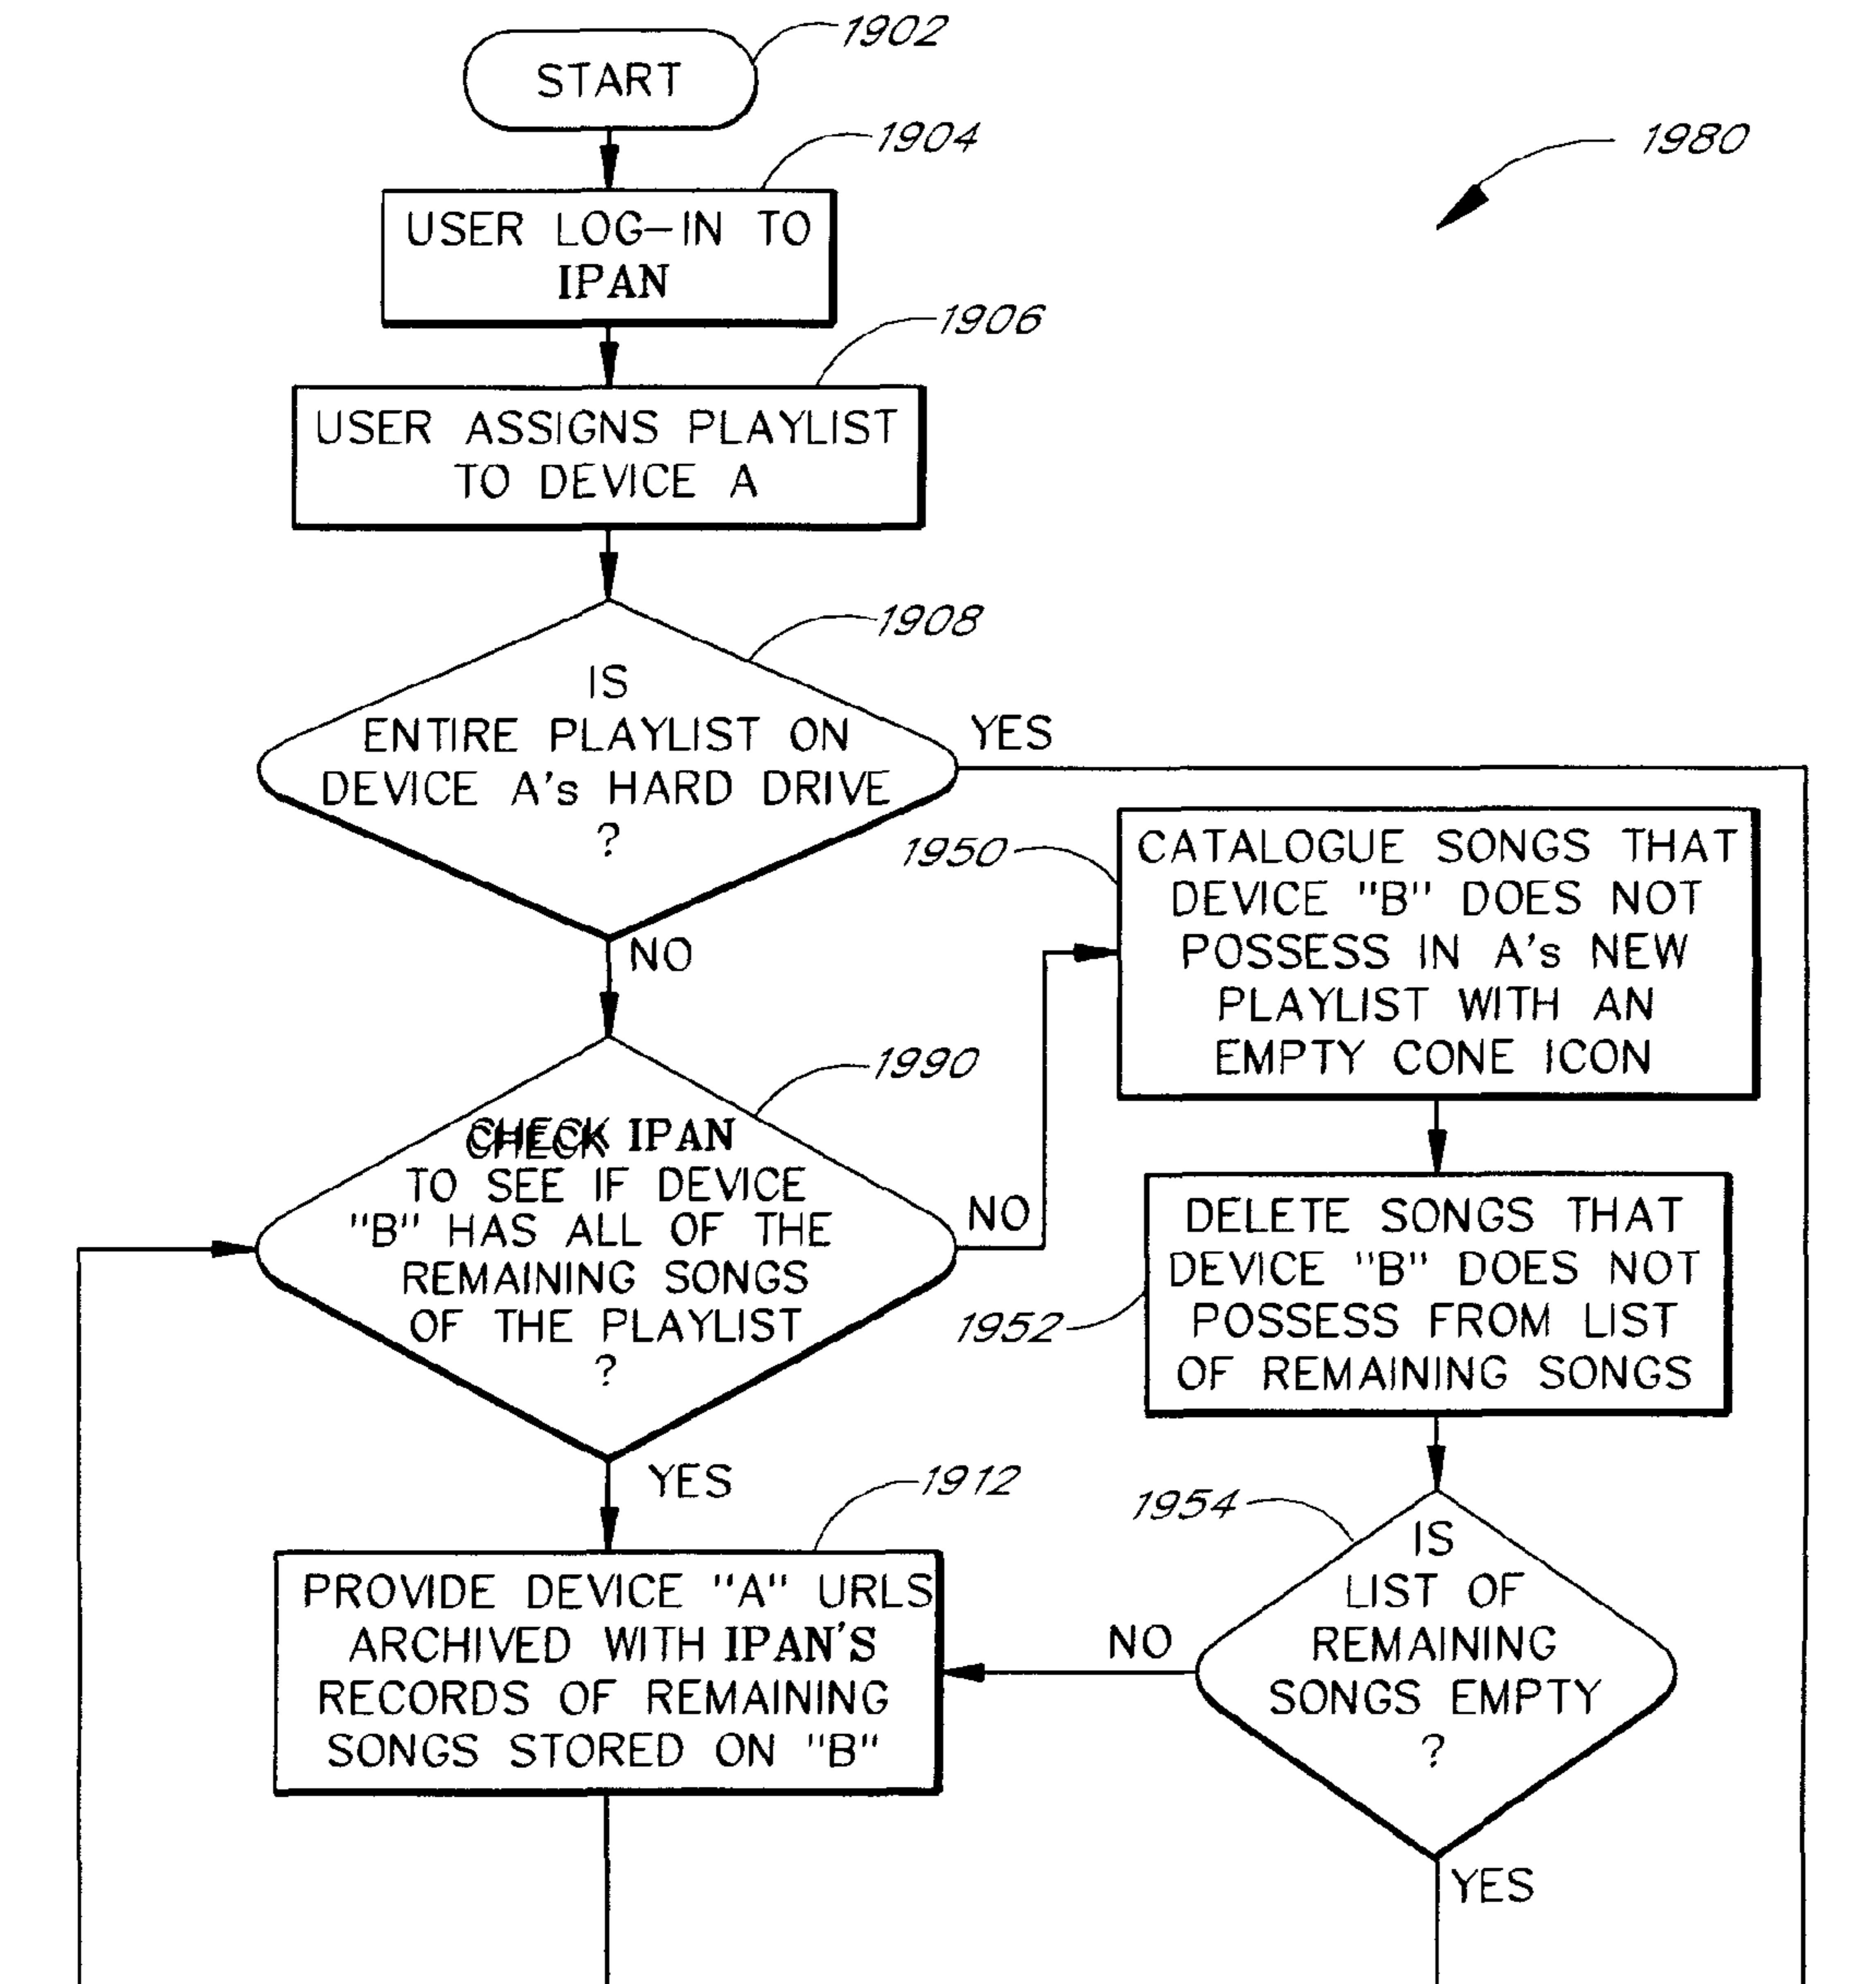 START
1902
1904
USER LOG-IN TO
IPAN
1980
1906
USER ASSIGNS PLAYLIST
TO DEVICE A
1908
IS
ENTIRE PLAYLIST ON
DEVICE A's HARD DRIVE
?
YES
NO
1950
CATALOGUE SONGS THAT
DEVICE "B" DOES NOT
POSSESS IN A's NEW
PLAYLIST WITH AN
EMPTY CONE ICON
1990
CHECK IPAN
TO SEE IF DEVICE
"B" HAS ALL OF THE
REMAINING SONGS
OF THE PLAYLIST
?
NO
YES
1952
DELETE SONGS THAT
DEVICE "B" DOES NOT
POSSESS FROM LIST
OF REMAINING SONGS
1912
PROVIDE DEVICE "A" URLS
ARCHIVED WITH IPAN'S
RECORDS OF REMAINING
SONGS STORED ON "B"
1954
IS
LIST OF
REMAINING
SONGS EMPTY
?
NO
YES